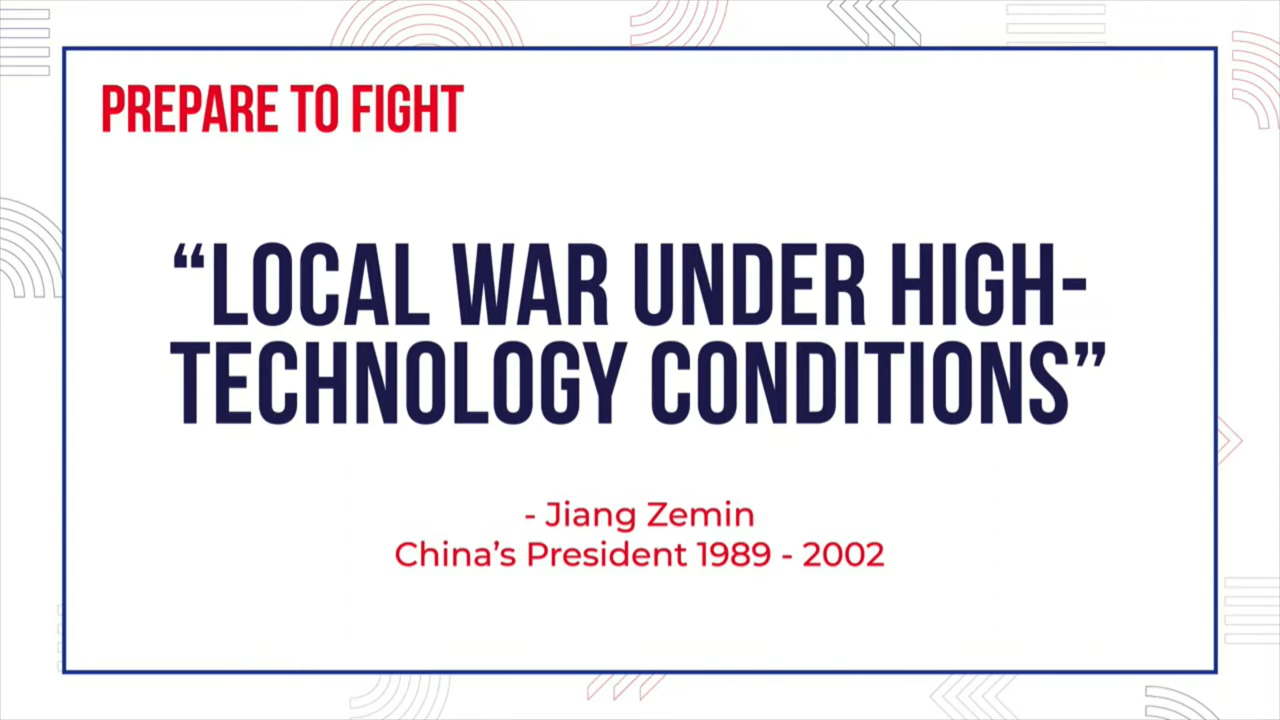 PREPARE TO FIGHT
“LOCAL WAR UNDER HIGH-
TECHNOLOGY CONDITIONS”
- Jiang Zemin
China’s President 1989 - 2002